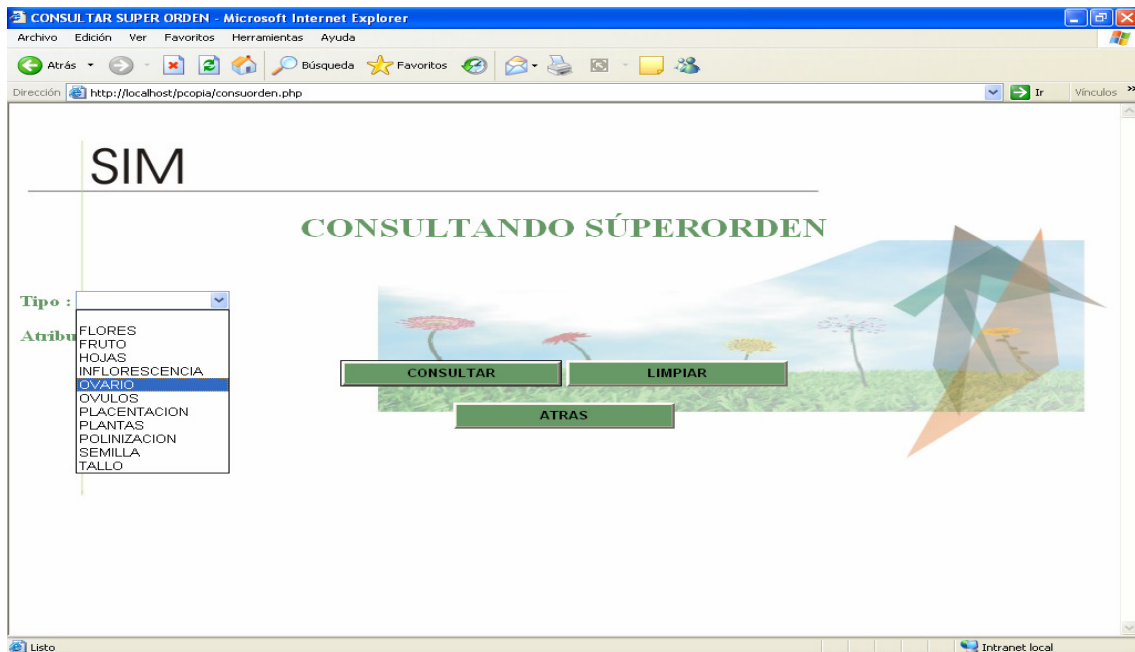 CONSULTAR SUPER ORDEN - Microsoft Internet Explorer
Archivo Edición Ver Favoritos Herramientas Ayuda
Atrás Búsqueda Favoritos
Dirección http://localhost/pcopia/consuorden.php Ir Vínculos »
SIM
CONSULTANDO SÚPERORDEN
Tipo :
Atribu
FLORES
FRUTO
HOJAS
INFLORESCENCIA
OVARIO
OVULOS
PLACENTACION
PLANTAS
POLINIZACION
SEMILLA
TALLO
CONSULTAR LIMPIAR
ATRAS
Listo Intranet local